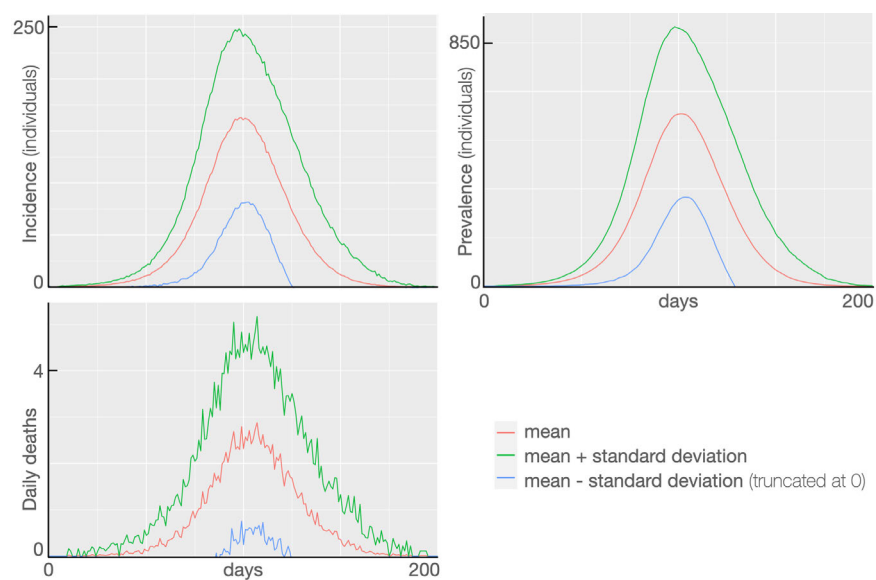 250
Incidence (individuals)
0
850
Prevalence (individuals)
0
0
days
200
4
Daily deaths
0
0
days
200
mean
mean + standard deviation
mean - standard deviation (truncated at 0)